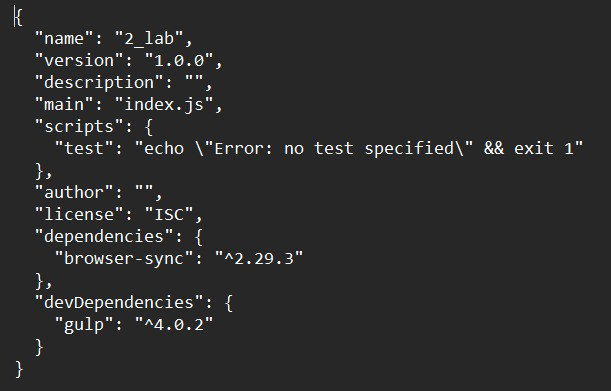 {
  "name": "2_lab",
  "version": "1.0.0",
  "description": "",
  "main": "index.js",
  "scripts": {
    "test": "echo \"Error: no test specified\" && exit 1"
  },
  "author": "",
  "license": "ISC",
  "dependencies": {
    "browser-sync": "^2.29.3"
  },
  "devDependencies": {
    "gulp": "^4.0.2"
  }
}